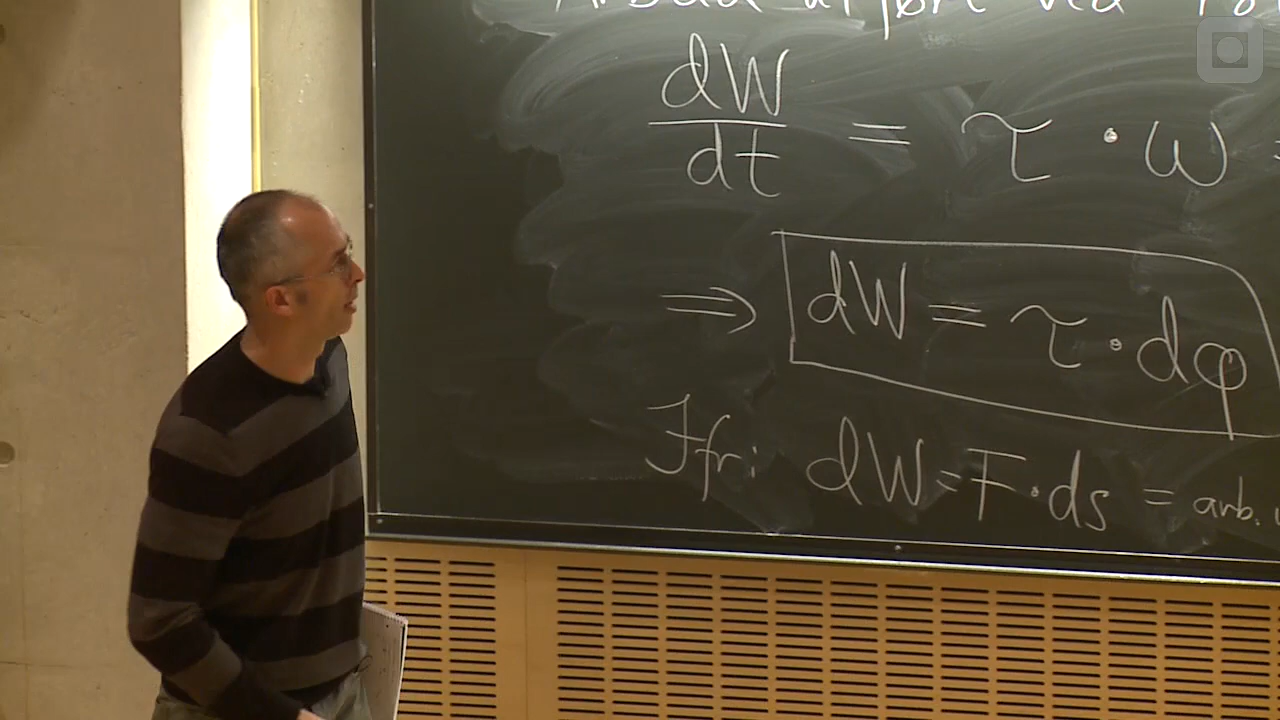 dW/dt = τ · ω =
⇒ dW = τ · dφ
Jfr: dW = F · ds = arb.